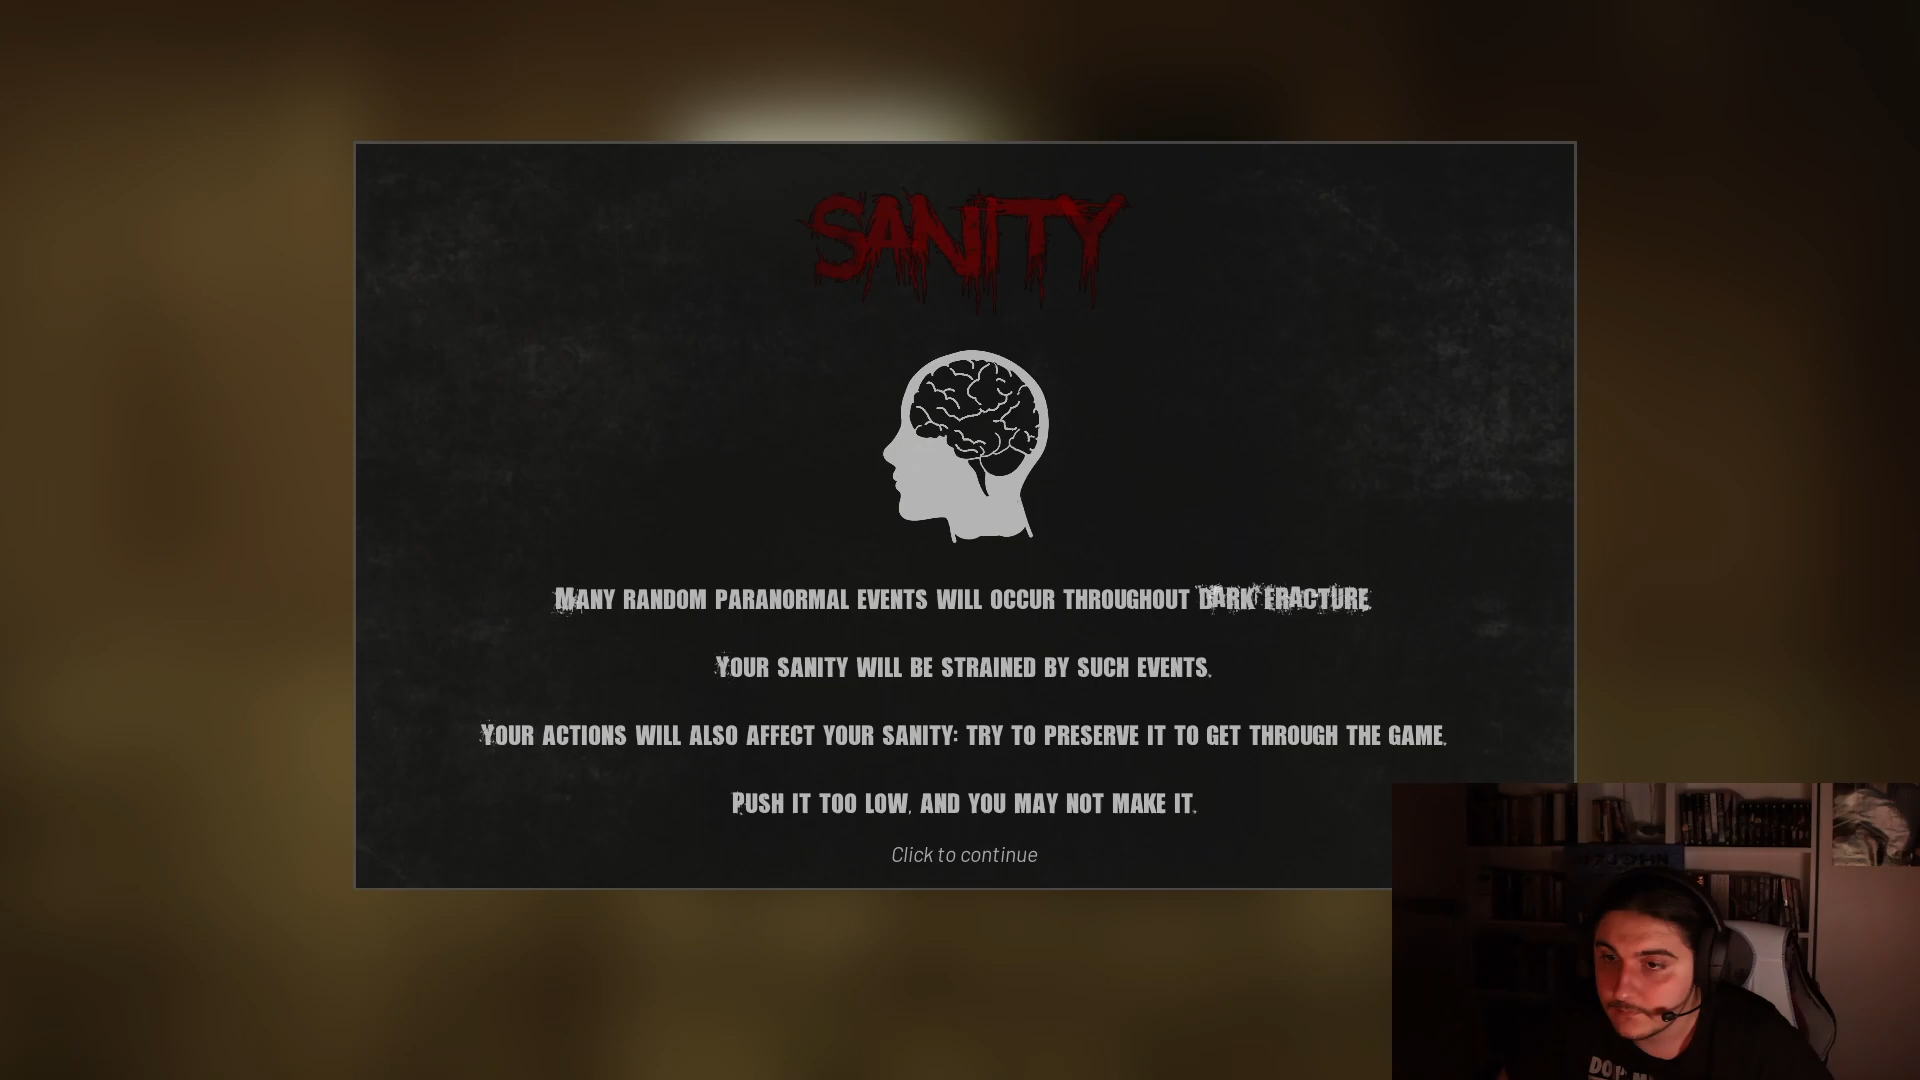 SANITY
MANY RANDOM PARANORMAL EVENTS WILL OCCUR THROUGHOUT DARK FRACTURE.
YOUR SANITY WILL BE STRAINED BY SUCH EVENTS.
YOUR ACTIONS WILL ALSO AFFECT YOUR SANITY: TRY TO PRESERVE IT TO GET THROUGH THE GAME.
PUSH IT TOO LOW, AND YOU MAY NOT MAKE IT.
Click to continue